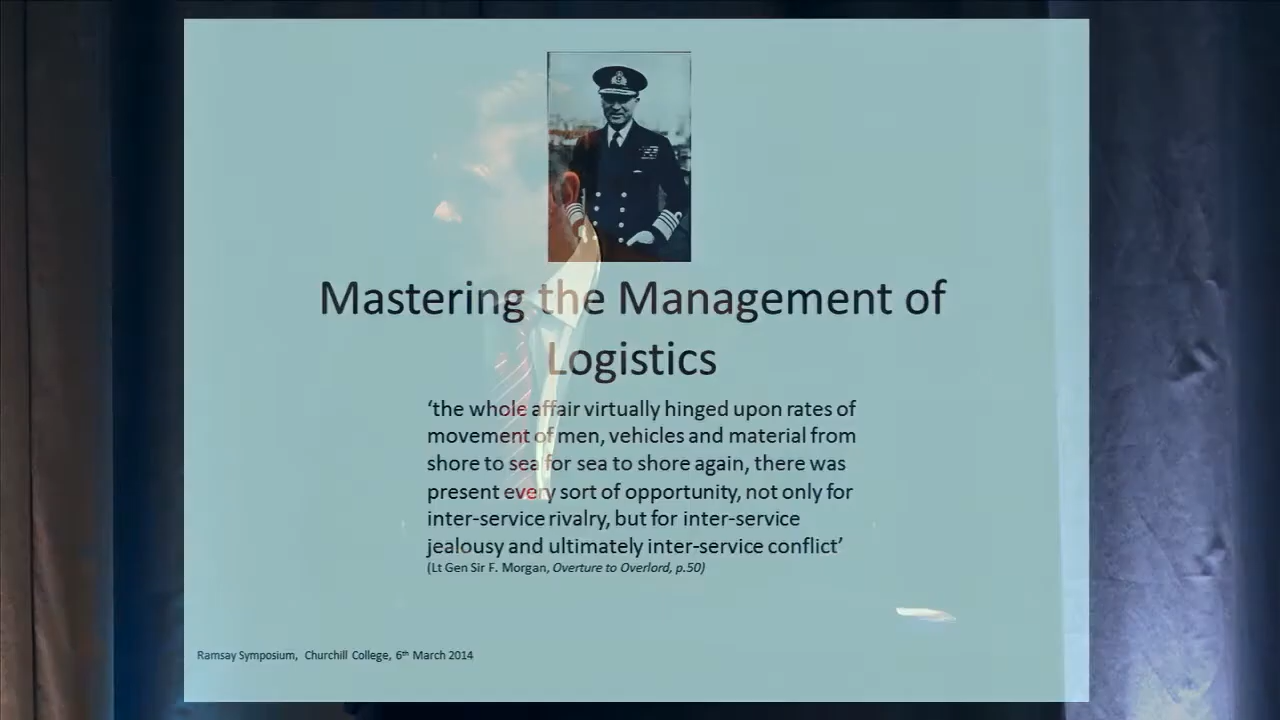 Mastering the Management of
Logistics
‘the whole affair virtually hinged upon rates of
movement of men, vehicles and material from
shore to sea for sea to shore again, there was
present every sort of opportunity, not only for
inter-service rivalry, but for inter-service
jealousy and ultimately inter-service conflict’
(Lt Gen Sir F. Morgan, Overture to Overlord, p.50)
Ramsay Symposium, Churchill College, 6th March 2014